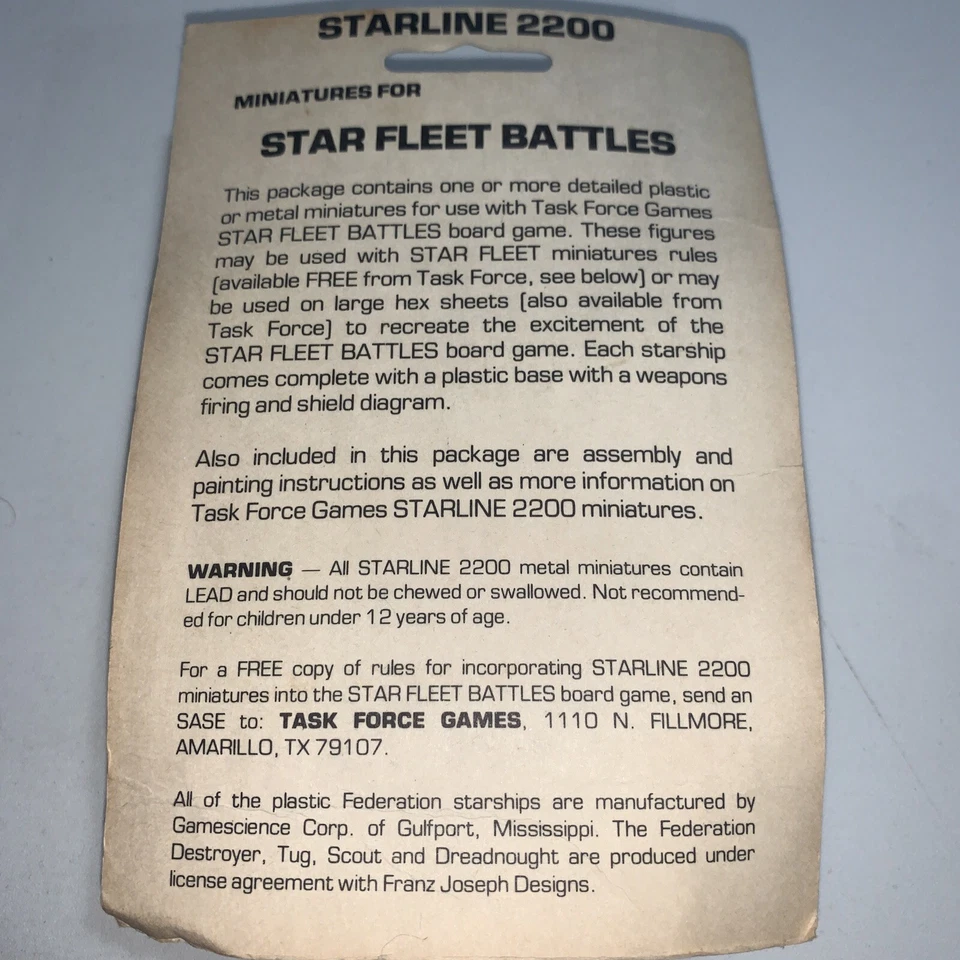 STARLINE 2200
MINIATURES FOR
STAR FLEET BATTLES
This package contains one or more detailed plastic
or metal miniatures for use with Task Force Games
STAR FLEET BATTLES board game. These figures
may be used with STAR FLEET miniatures rules
[available FREE from Task Force, see below] or may
be used on large hex sheets [also available from
Task Force] to recreate the excitement of the
STAR FLEET BATTLES board game. Each starship
comes complete with a plastic base with a weapons
firing and shield diagram.
Also included in this package are assembly and
painting instructions as well as more information on
Task Force Games STARLINE 2200 miniatures.
WARNING — All STARLINE 2200 metal miniatures contain
LEAD and should not be chewed or swallowed. Not recommend-
ed for children under 12 years of age.
For a FREE copy of rules for incorporating STARLINE 2200
miniatures into the STAR FLEET BATTLES board game, send an
SASE to: TASK FORCE GAMES, 1110 N. FILLMORE,
AMARILLO, TX 79107.
All of the plastic Federation starships are manufactured by
Gamescience Corp. of Gulfport, Mississippi. The Federation
Destroyer, Tug, Scout and Dreadnought are produced under
license agreement with Franz Joseph Designs.